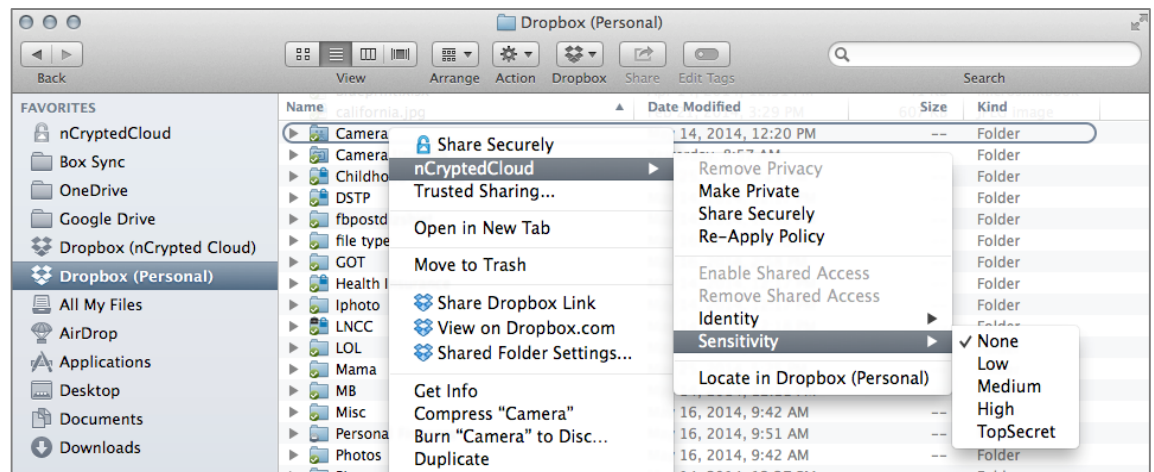 Dropbox (Personal)
Back
View
Arrange
Action
Dropbox
Share
Edit Tags
Search
FAVORITES
nCryptedCloud
Box Sync
OneDrive
Google Drive
Dropbox (nCrypted Cloud)
Dropbox (Personal)
All My Files
AirDrop
Applications
Desktop
Documents
Downloads
Name Date Modified Size Kind
california.jpg 3:29 PM
Camera 14, 2014, 12:20 PM -- Folder
Camera Folder
Childho Folder
DSTP Folder
fbpostd Folder
file type Folder
GOT Folder
Health I Folder
Iphoto Folder
LNCC
LOL
Mama
MB
Misc 16, 2014, 9:42 AM --
Persona 16, 2014, 9:51 AM --
Photos 16, 2014, 9:42 AM -- Folder
Share Securely
nCryptedCloud
Trusted Sharing...
Open in New Tab
Move to Trash
Share Dropbox Link
View on Dropbox.com
Shared Folder Settings...
Get Info
Compress "Camera"
Burn "Camera" to Disc...
Duplicate
Remove Privacy
Make Private
Share Securely
Re-Apply Policy
Enable Shared Access
Remove Shared Access
Identity
Sensitivity
Locate in Dropbox (Personal)
✓ None
Low
Medium
High
TopSecret